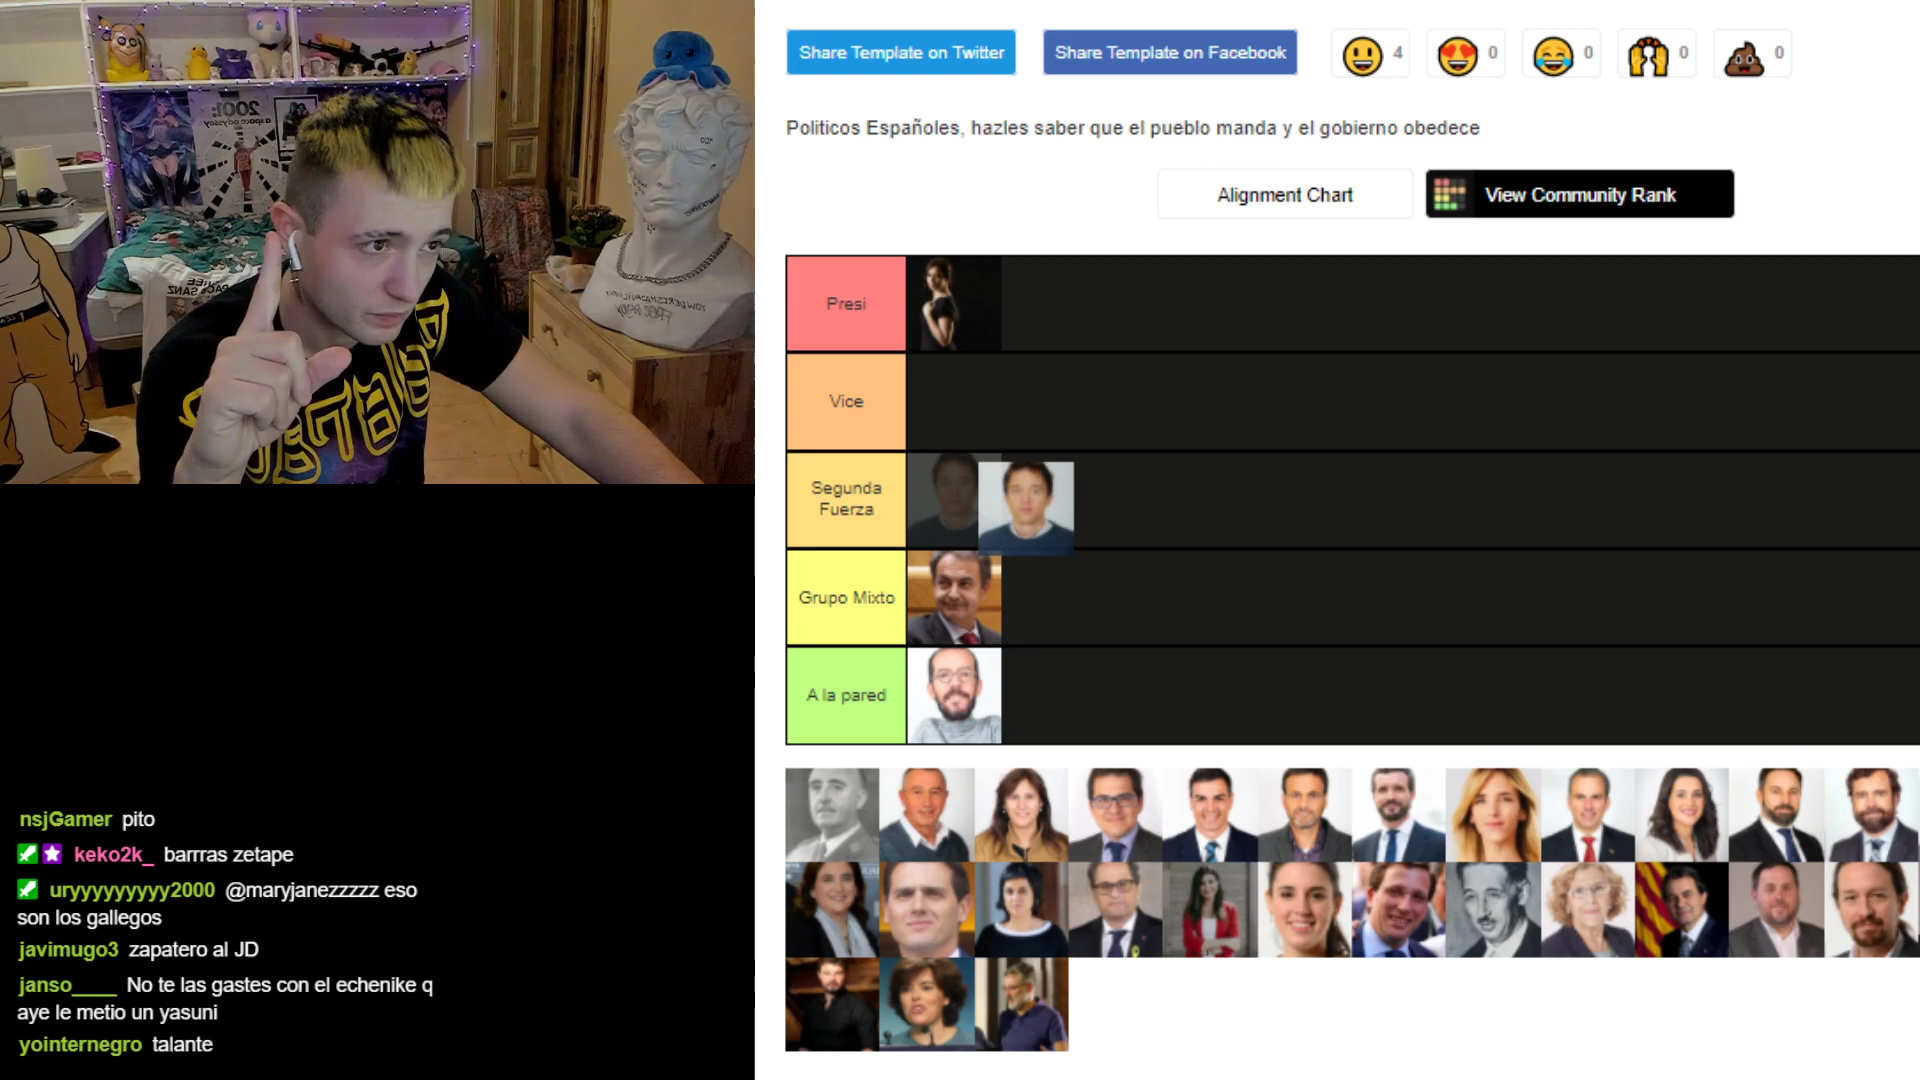 Share Template on Twitter
Share Template on Facebook
4
0
0
0
0
Politicos Españoles, hazles saber que el pueblo manda y el gobierno obedece
Alignment Chart
View Community Rank
Presi
Vice
Segunda
Fuerza
Grupo Mixto
A la pared
2001:
a space odyssey
nsjGamer pito
keko2k_ barrras zetape
uryyyyyyyyy2000 @maryjanezzzzz eso
son los gallegos
javimugo3 zapatero al JD
janso____ No te las gastes con el echenike q
aye le metio un yasuni
yointernegro talante